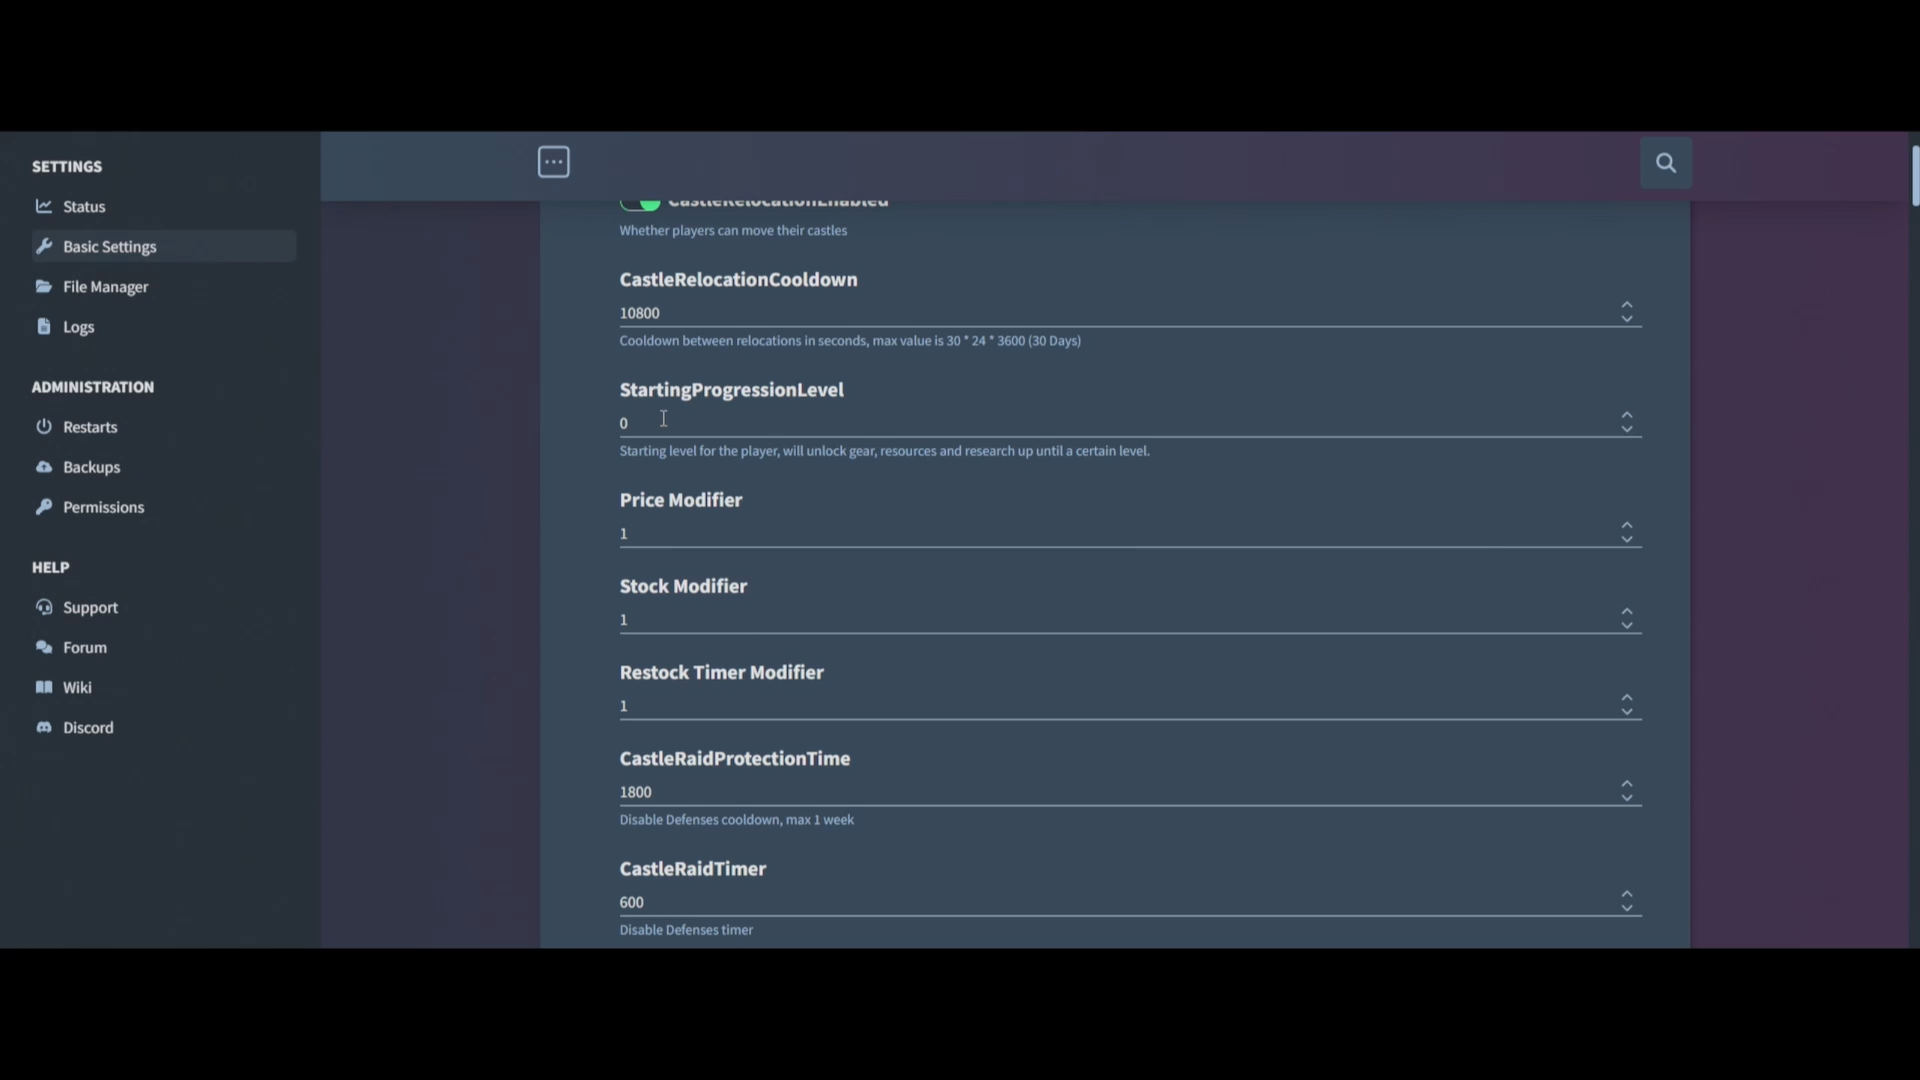 SETTINGS
Status
Basic Settings
File Manager
Logs
ADMINISTRATION
Restarts
Backups
Permissions
HELP
Support
Forum
Wiki
Discord
CastleRelocationEnabled
Whether players can move their castles
CastleRelocationCooldown
10800
Cooldown between relocations in seconds, max value is 30 * 24 * 3600 (30 Days)
StartingProgressionLevel
0
Starting level for the player, will unlock gear, resources and research up until a certain level.
Price Modifier
1
Stock Modifier
1
Restock Timer Modifier
1
CastleRaidProtectionTime
1800
Disable Defenses cooldown, max 1 week
CastleRaidTimer
600
Disable Defenses timer